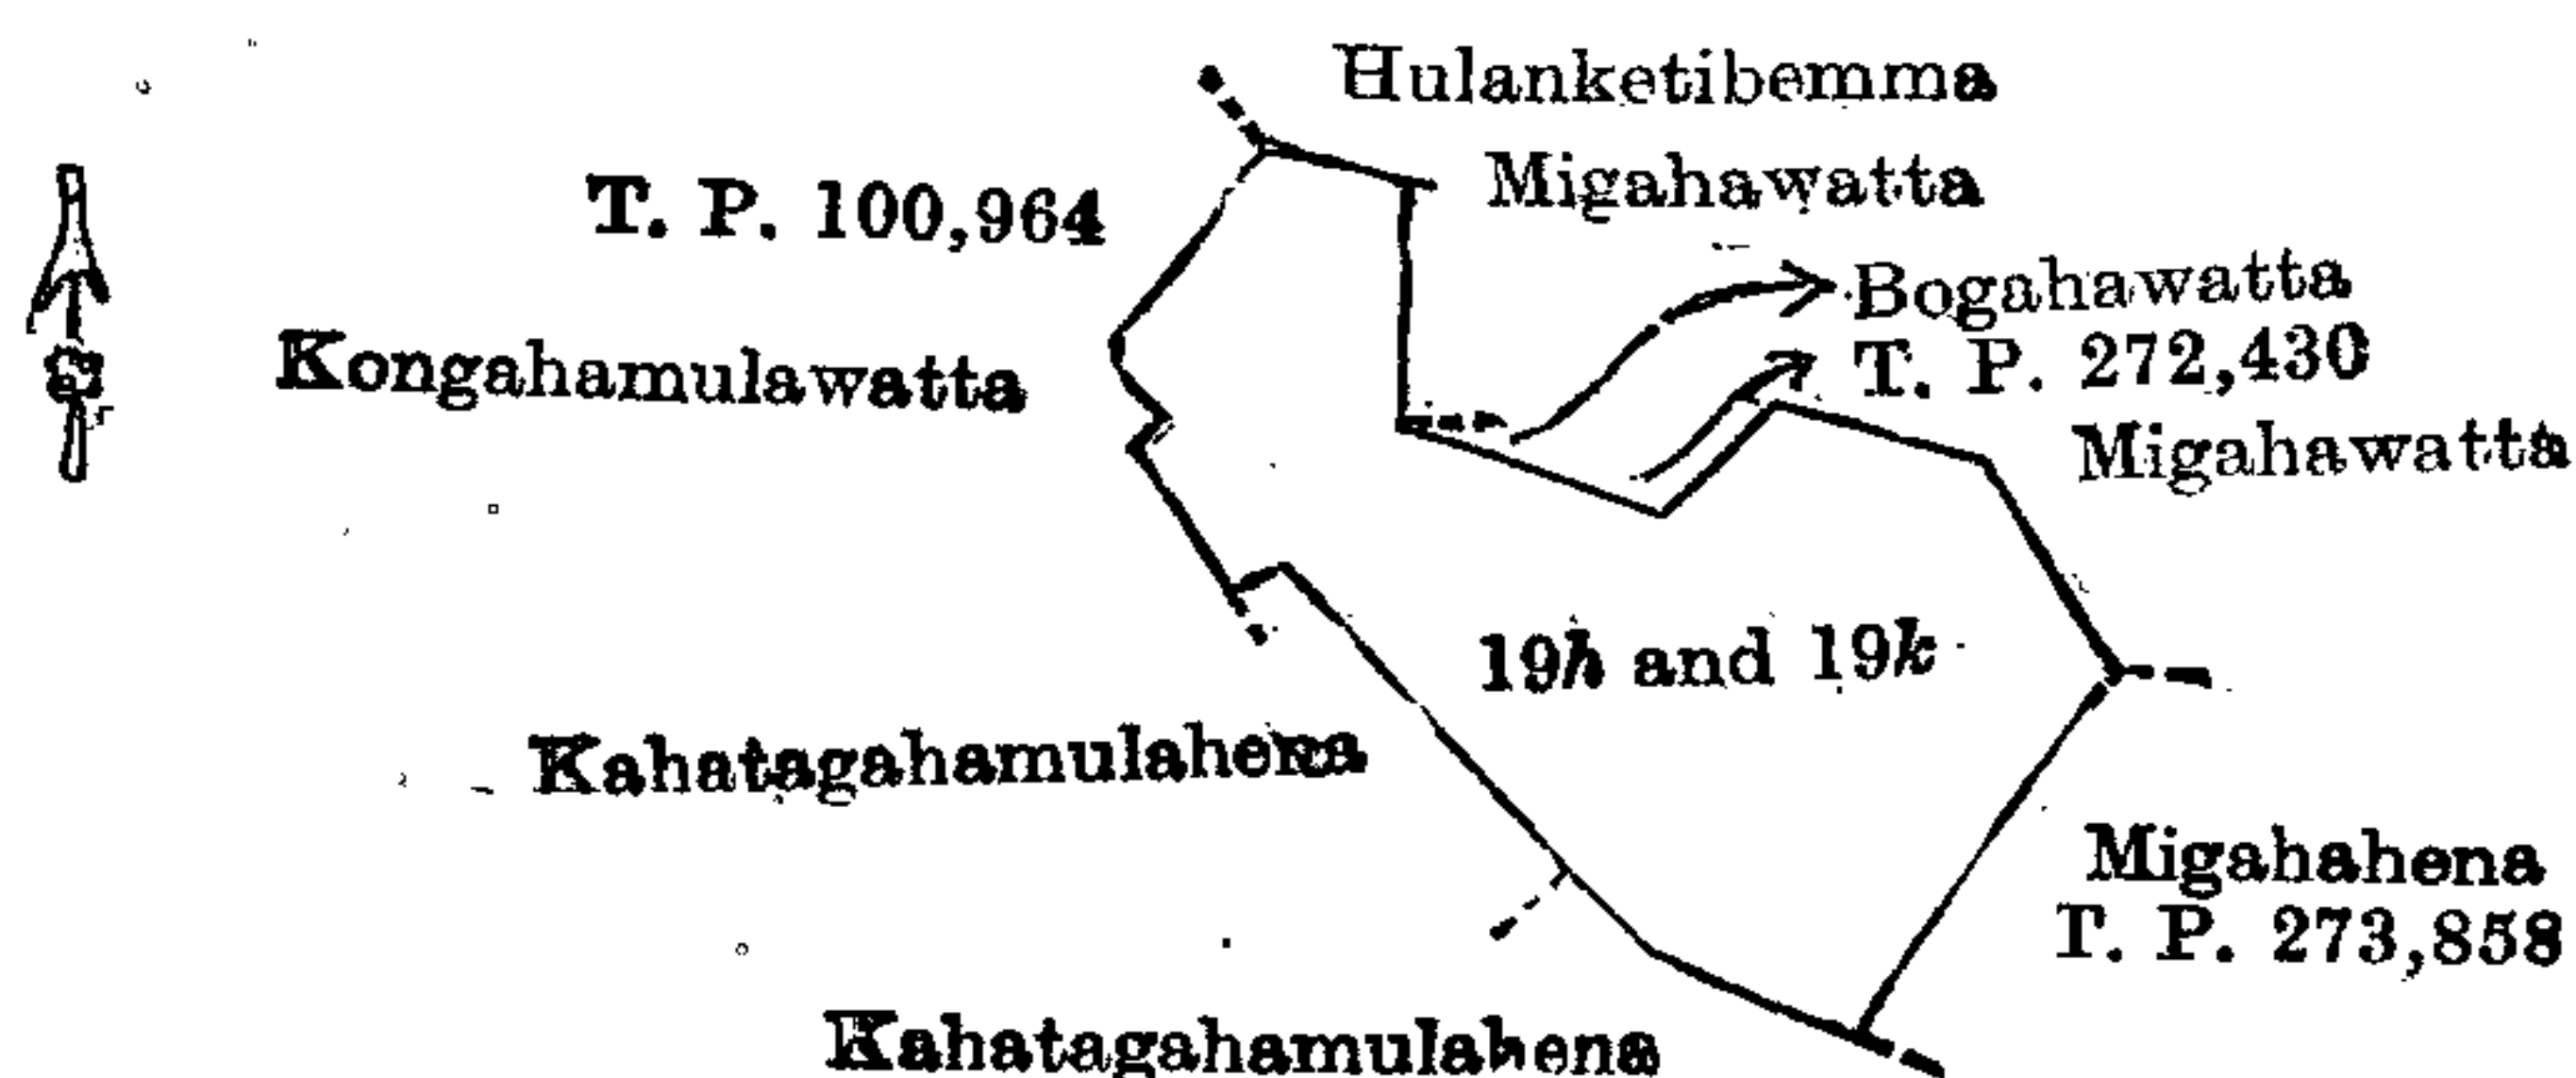 Hulanketibemma
Migahawatta
T. P. 100,964
Bogahawatta
T. P. 272,430
Kongahamulawatta
Migahawatta
19h and 19k
Kahatagahamulahena
Migahahena
T. P. 273,858
Kahatagahamulahena